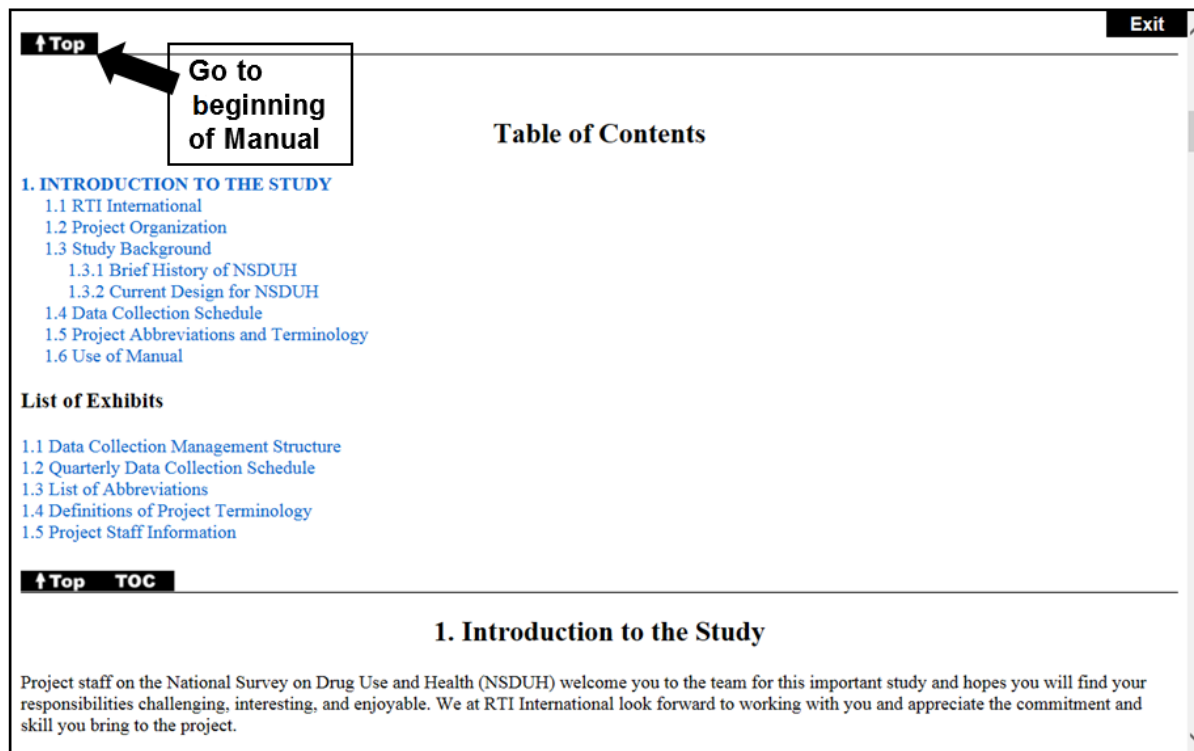 Exit
↑Top
Go to
beginning
of Manual
Table of Contents
1. INTRODUCTION TO THE STUDY
1.1 RTI International
1.2 Project Organization
1.3 Study Background
1.3.1 Brief History of NSDUH
1.3.2 Current Design for NSDUH
1.4 Data Collection Schedule
1.5 Project Abbreviations and Terminology
1.6 Use of Manual
List of Exhibits
1.1 Data Collection Management Structure
1.2 Quarterly Data Collection Schedule
1.3 List of Abbreviations
1.4 Definitions of Project Terminology
1.5 Project Staff Information
↑Top TOC
1. Introduction to the Study
Project staff on the National Survey on Drug Use and Health (NSDUH) welcome you to the team for this important study and hopes you will find your
responsibilities challenging, interesting, and enjoyable. We at RTI International look forward to working with you and appreciate the commitment and
skill you bring to the project.